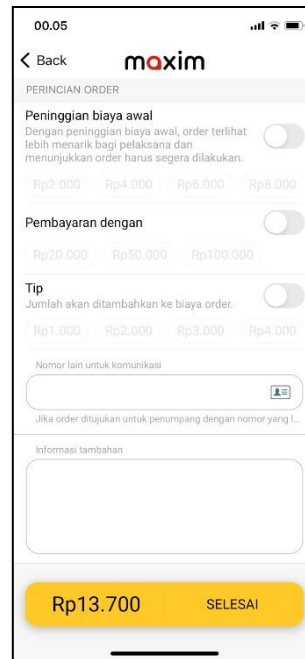 00.05
Back
maxim
PERINCIAN ORDER
Peninggian biaya awal
Dengan peninggian biaya awal, order terlihat
lebih menarik bagi pelaksana dan
menunjukkan order harus segera dilakukan.
Rp2.000 Rp4.000 Rp6.000 Rp8.000
Pembayaran dengan
Rp20.000 Rp50.000 Rp100.000
Tip
Jumlah akan ditambahkan ke biaya order.
Rp1.000 Rp2.000 Rp3.000 Rp4.000
Nomor lain untuk komunikasi
Jika order ditujukan untuk penumpang dengan nomor yang l...
Informasi tambahan
Rp13.700 SELESAI